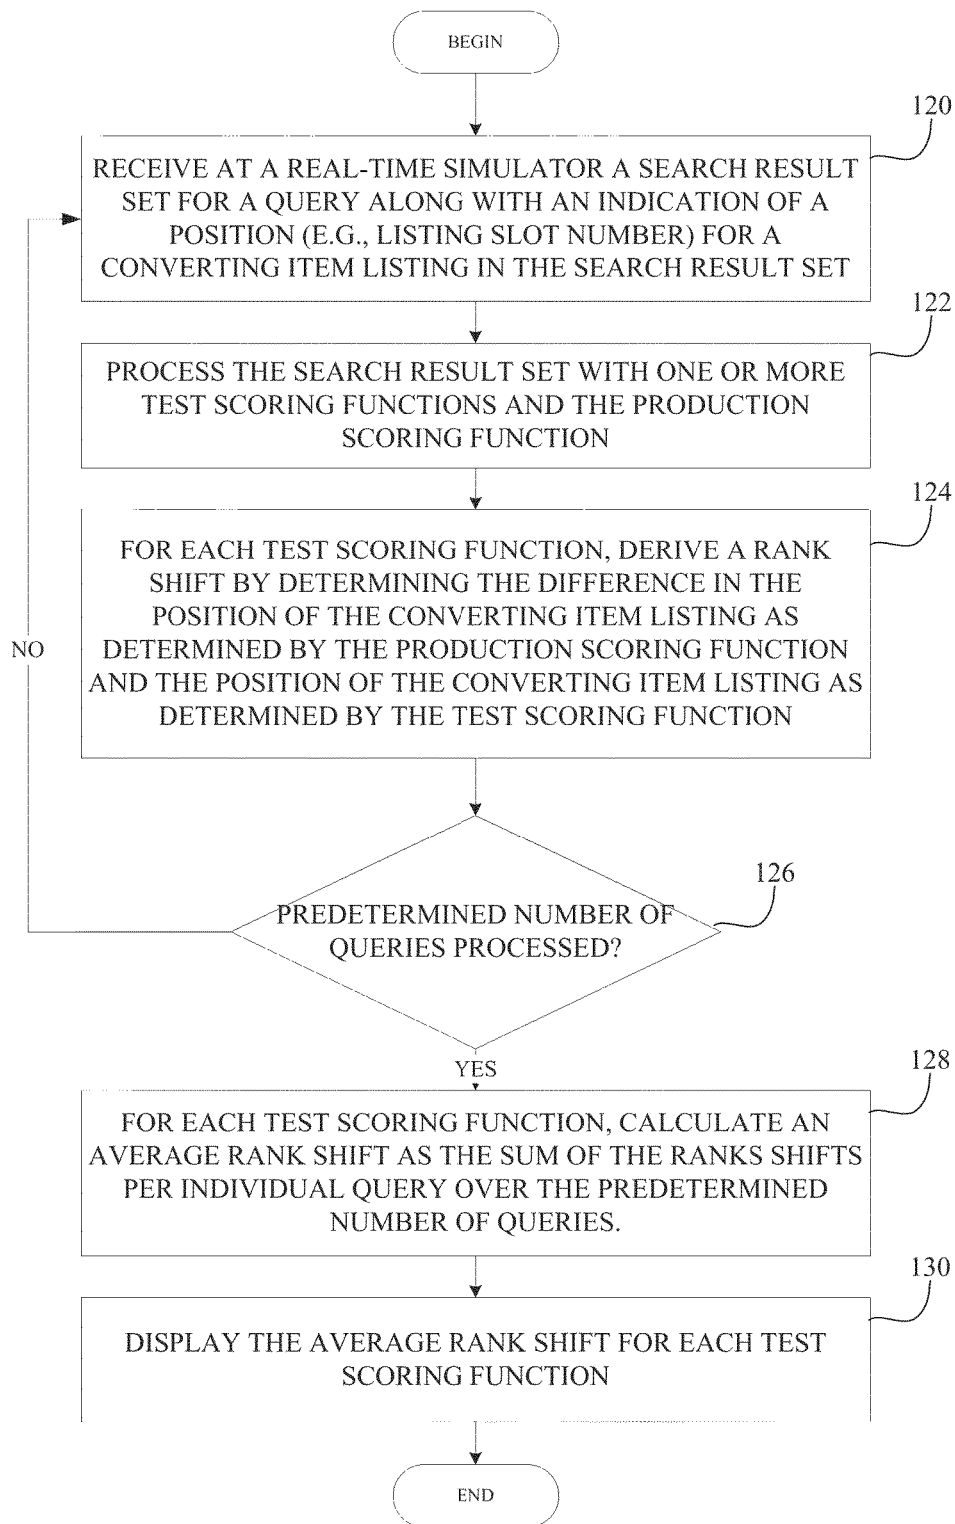 BEGIN
120
RECEIVE AT A REAL-TIME SIMULATOR A SEARCH RESULT
SET FOR A QUERY ALONG WITH AN INDICATION OF A
POSITION (E.G., LISTING SLOT NUMBER) FOR A
CONVERTING ITEM LISTING IN THE SEARCH RESULT SET
122
PROCESS THE SEARCH RESULT SET WITH ONE OR MORE
TEST SCORING FUNCTIONS AND THE PRODUCTION
SCORING FUNCTION
124
FOR EACH TEST SCORING FUNCTION, DERIVE A RANK
SHIFT BY DETERMINING THE DIFFERENCE IN THE
POSITION OF THE CONVERTING ITEM LISTING AS
DETERMINED BY THE PRODUCTION SCORING FUNCTION
AND THE POSITION OF THE CONVERTING ITEM LISTING AS
DETERMINED BY THE TEST SCORING FUNCTION
NO
126
PREDETERMINED NUMBER OF
QUERIES PROCESSED?
YES
128
FOR EACH TEST SCORING FUNCTION, CALCULATE AN
AVERAGE RANK SHIFT AS THE SUM OF THE RANKS SHIFTS
PER INDIVIDUAL QUERY OVER THE PREDETERMINED
NUMBER OF QUERIES.
130
DISPLAY THE AVERAGE RANK SHIFT FOR EACH TEST
SCORING FUNCTION
END